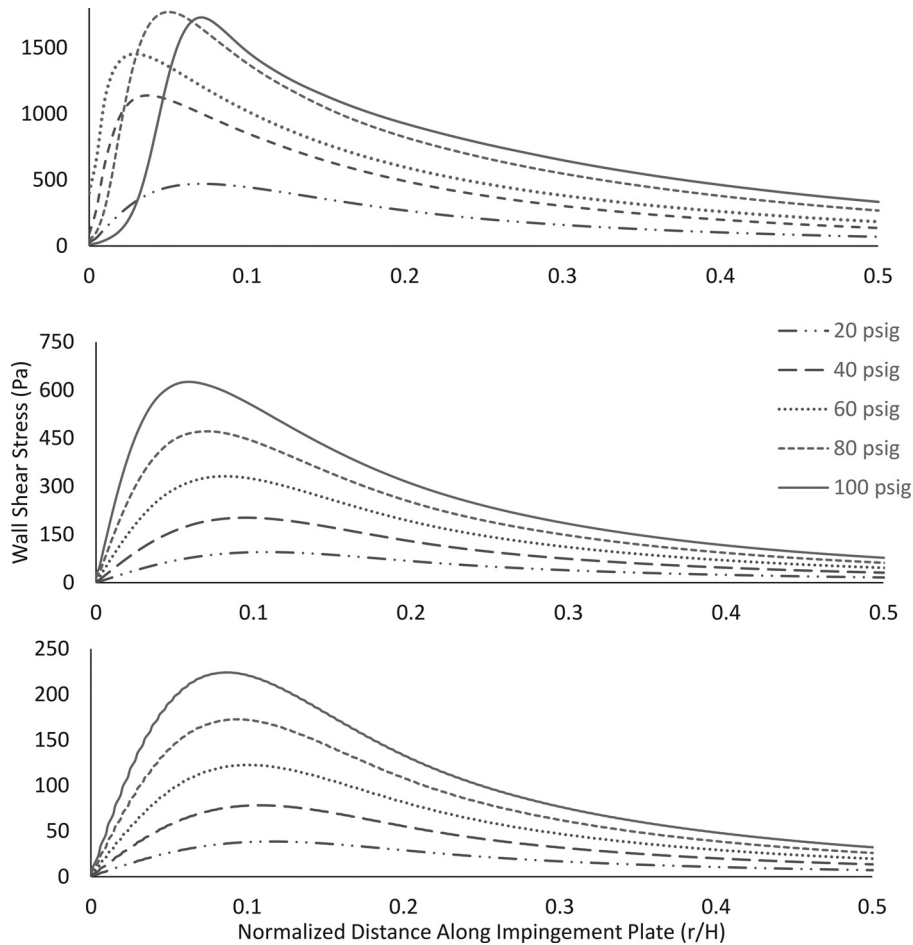 1500
1000
500
0
0 0.1 0.2 0.3 0.4 0.5
Wall Shear Stress (Pa)
750
600
450
300
150
0
0 0.1 0.2 0.3 0.4 0.5
20 psig
40 psig
60 psig
80 psig
100 psig
250
200
150
100
50
0
0 0.1 0.2 0.3 0.4 0.5
Normalized Distance Along Impingement Plate (r/H)